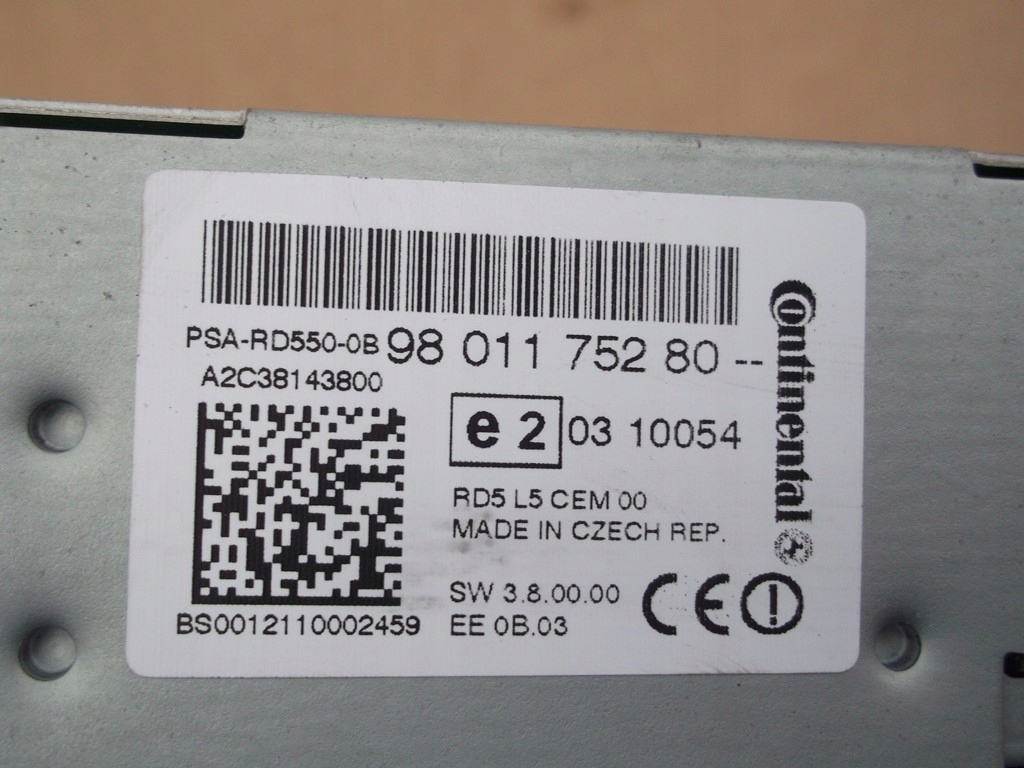 PSA-RD550-0B 98 011 752 80 --
A2C38143800
e 2 03 10054
RD5 L5 CEM 00
MADE IN CZECH REP.
SW 3.8.00.00
EE 0B.03
CE
BS0012110002459
Continental